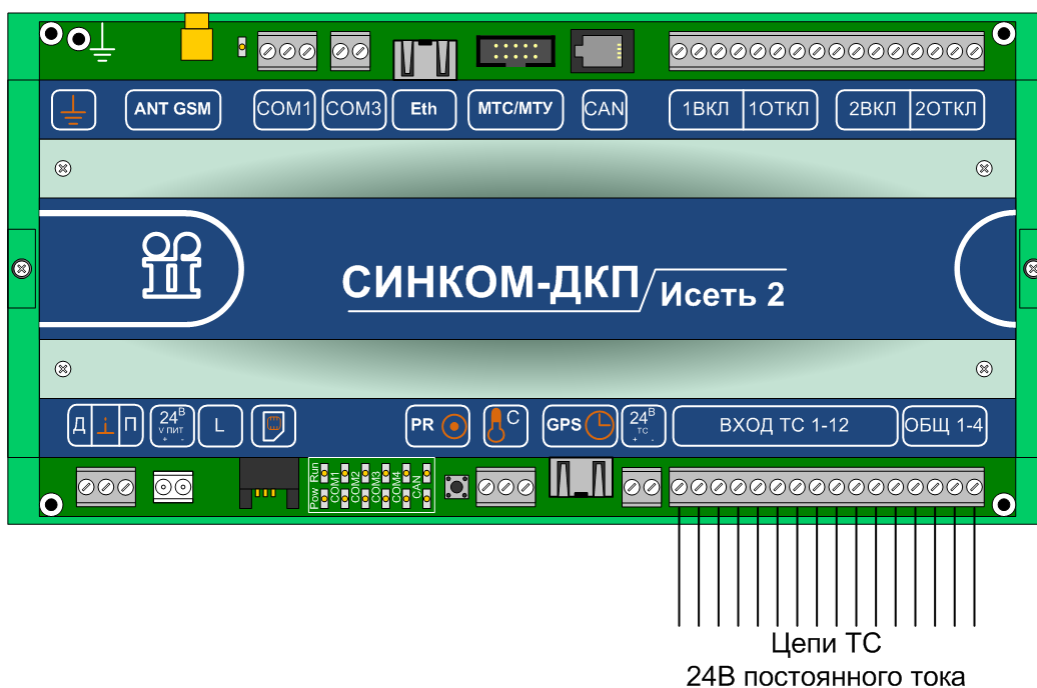 ANT GSM COM1 COM3 Eth МТС/МТУ CAN 1ВКЛ 1ОТКЛ 2ВКЛ 2ОТКЛ
СИНКОМ-ДКП/Исеть 2
Д П 24В V ПИТ + - L PR C GPS 24В ТС + - ВХОД ТС 1-12 ОБЩ 1-4
Pow Run COM1 COM2 COM3 COM4 CAN
Цепи ТС
24В постоянного тока